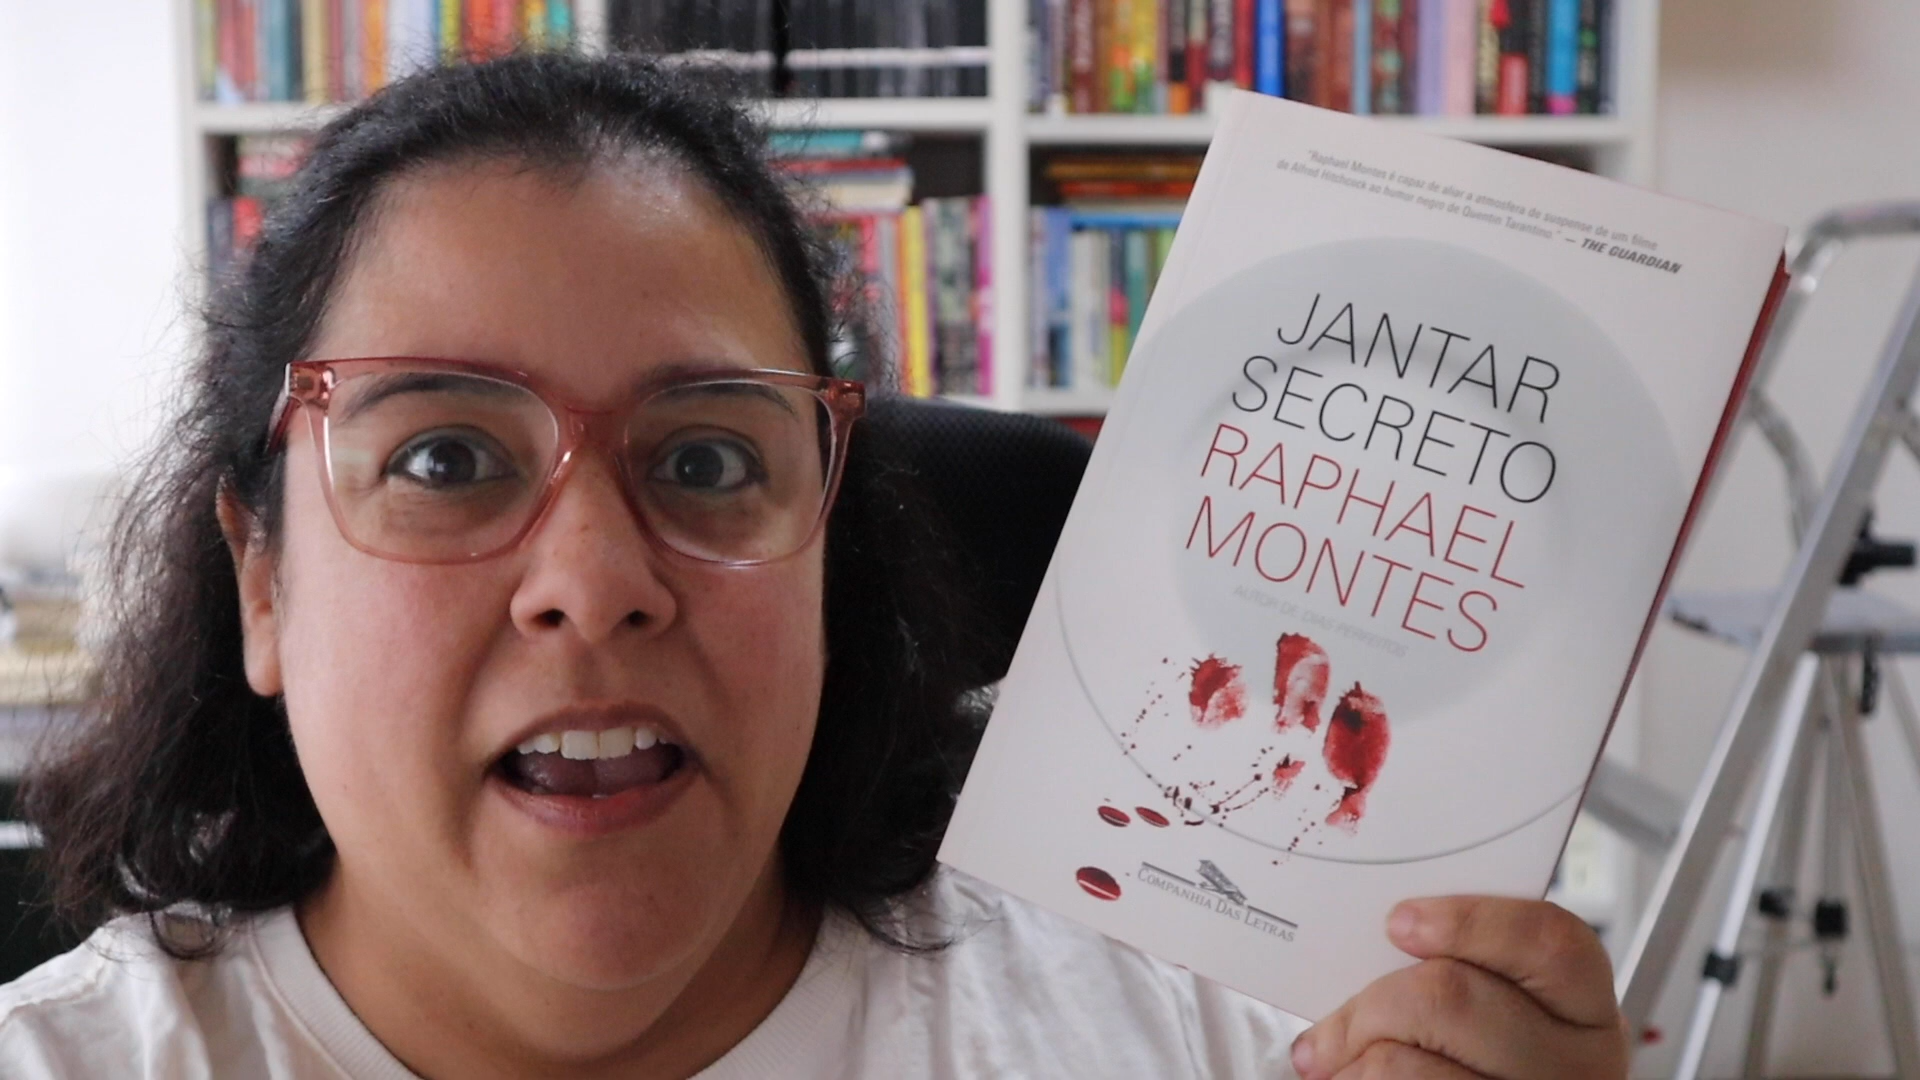 "Raphael Montes é capaz de aliar a atmosfera de suspense de um filme
de Alfred Hitchcock ao humor negro de Quentin Tarantino." — THE GUARDIAN
JANTAR
SECRETO
RAPHAEL
MONTES
AUTOR DE DIAS PERFEITOS
COMPANHIA DAS LETRAS